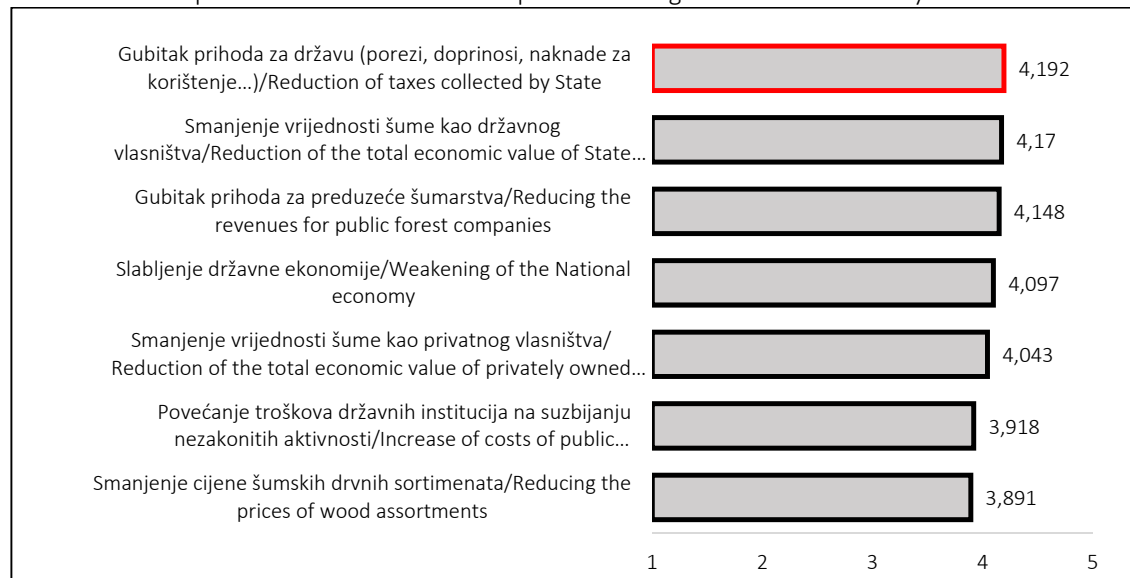 Gubitak prihoda za državu (porezi, doprinosi, naknade za
korištenje...)/Reduction of taxes collected by State
4,192
Smanjenje vrijednosti šume kao državnog
vlasništva/Reduction of the total economic value of State...
4,17
Gubitak prihoda za preduzeće šumarstva/Reducing the
revenues for public forest companies
4,148
Slabljenje državne ekonomije/Weakening of the National
economy
4,097
Smanjenje vrijednosti šume kao privatnog vlasništva/
Reduction of the total economic value of privately owned...
4,043
Povećanje troškova državnih institucija na suzbijanju
nezakonitih aktivnosti/Increase of costs of public...
3,918
Smanjenje cijene šumskih drvnih sortimenata/Reducing the
prices of wood assortments
3,891
1 2 3 4 5